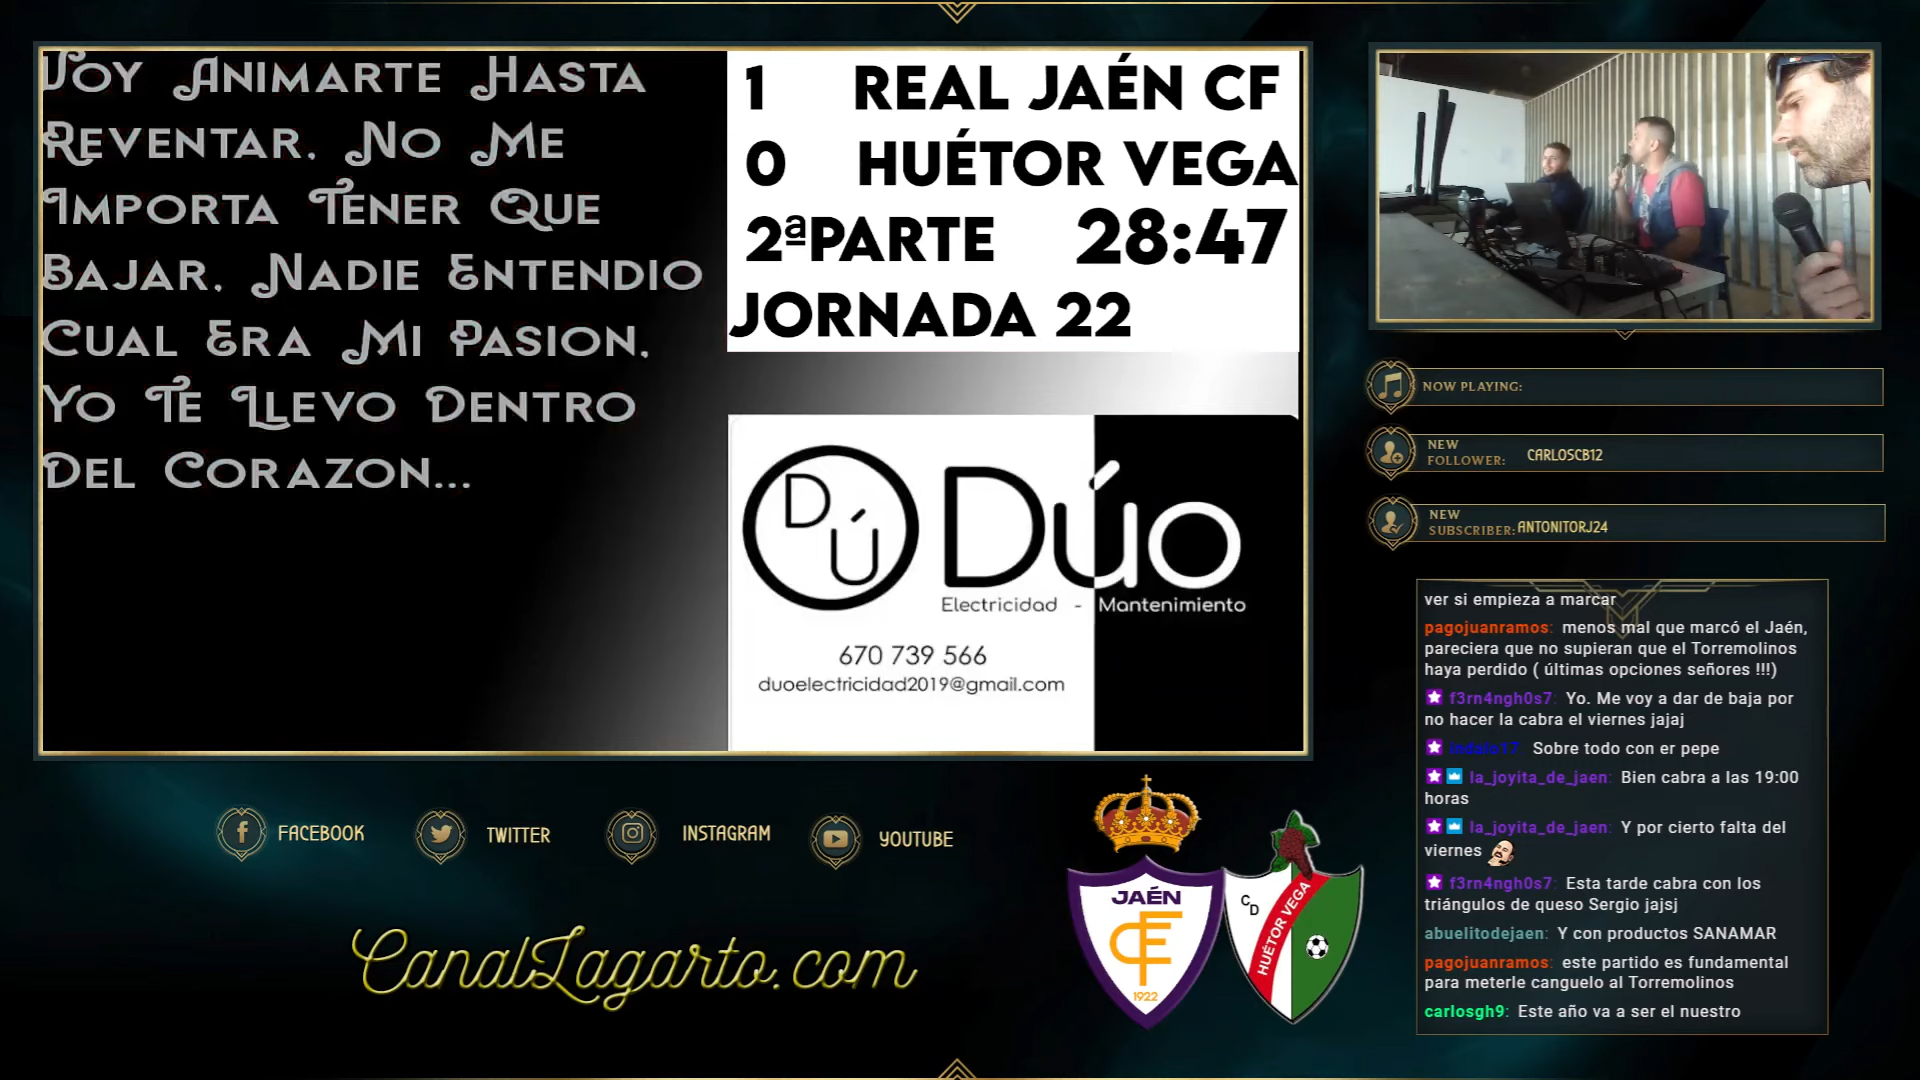 Voy Animarte Hasta
Reventar. No Me
Importa Tener Que
Bajar. Nadie Entendio
Cual Era Mi Pasion.
Yo Te Llevo Dentro
Del Corazon...
1 REAL JAÉN CF
0 HUÉTOR VEGA
2ªPARTE 28:47
JORNADA 22
DÚ
Dúo
Electricidad - Mantenimiento
670 739 566
duoelectricidad2019@gmail.com
NOW PLAYING:
NEW FOLLOWER: CARLOSCB12
NEW SUBSCRIBER: ANTONITORJ24
ver si empieza a marcar
pagojuanramos: menos mal que marcó el Jaén,
pareciera que no supieran que el Torremolinos
haya perdido ( últimas opciones señores !!!)
f3rn4ngh0s7: Yo. Me voy a dar de baja por
no hacer la cabra el viernes jajaj
Indalo17: Sobre todo con er pepe
la_joyita_de_jaen: Bien cabra a las 19:00
horas
la_joyita_de_jaen: Y por cierto falta del
viernes
f3rn4ngh0s7: Esta tarde cabra con los
triángulos de queso Sergio jajsj
abuelitodejaen: Y con productos SANAMAR
pagojuanramos: este partido es fundamental
para meterle canguelo al Torremolinos
carlosgh9: Este año va a ser el nuestro
FACEBOOK
TWITTER
INSTAGRAM
YOUTUBE
CanalLagarto.com
JAÉN
CF
1922
CD
HUÉTOR VEGA